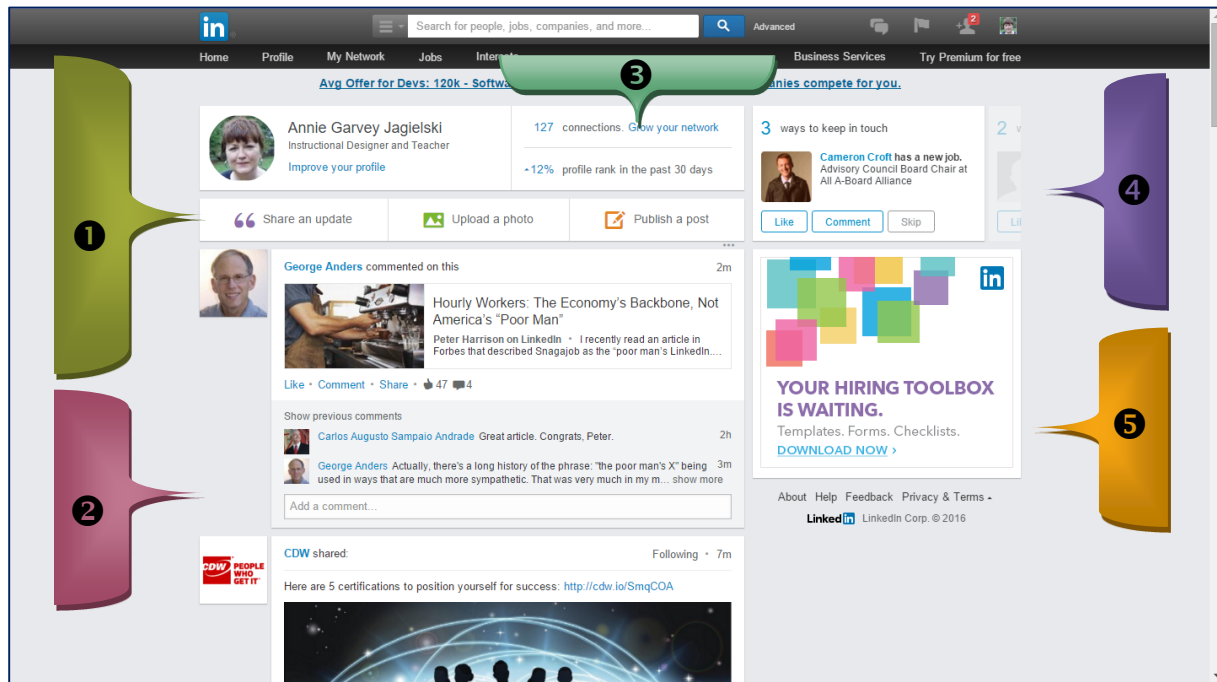 in
Search for people, jobs, companies, and more...
Advanced
2
Home Profile My Network Jobs Business Services Try Premium for free
Avg Offer for Devs: 120k - compete for you.
3
Annie Garvey Jagielski
Instructional Designer and Teacher
Improve your profile
127 connections. Grow your network
12% profile rank in the past 30 days
3 ways to keep in touch
2
Cameron Croft has a new job.
Advisory Council Board Chair at
All A-Board Alliance
Like Comment Skip
4
1
Share an update
Upload a photo
Publish a post
George Anders commented on this
2m
Hourly Workers: The Economy's Backbone, Not
America's “Poor Man”
Peter Harrison on LinkedIn • I recently read an article in
Forbes that described Snagajob as the “poor man's LinkedIn....
Like • Comment • Share • 47 4
Show previous comments
Carlos Augusto Sampaio Andrade Great article. Congrats, Peter.
2h
George Anders Actually, there's a long history of the phrase: "the poor man's X" being
3m
used in ways that are much more sympathetic. That was very much in my m... show more
Add a comment...
in
YOUR HIRING TOOLBOX
IS WAITING.
Templates. Forms. Checklists.
DOWNLOAD NOW ›
5
2
About Help Feedback Privacy & Terms
Linked in LinkedIn Corp. © 2016
CDW PEOPLE
WHO
GET IT
CDW shared:
Following • 7m
Here are 5 certifications to position yourself for success: http://cdw.io/SmqCOA